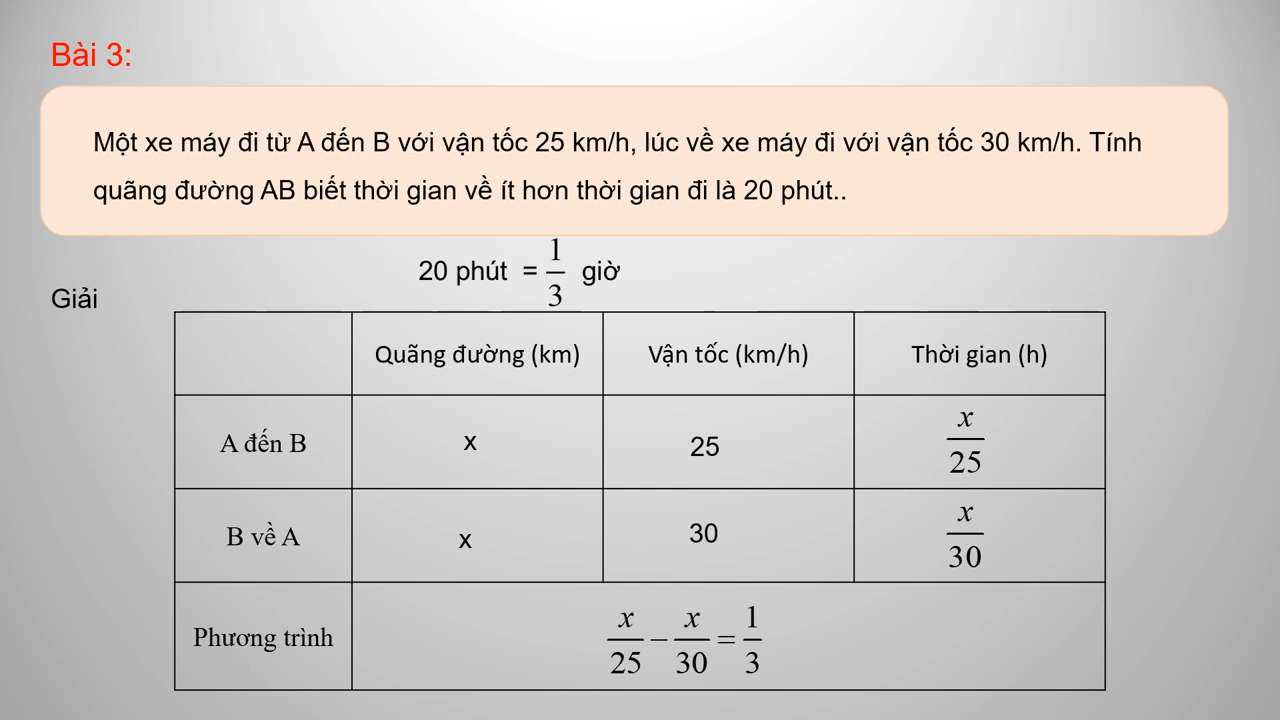 Bài 3:
Một xe máy đi từ A đến B với vận tốc 25 km/h, lúc về xe máy đi với vận tốc 30 km/h. Tính
quãng đường AB biết thời gian về ít hơn thời gian đi là 20 phút..
20 phút = 1/3 giờ
Giải
Quãng đường (km) Vận tốc (km/h) Thời gian (h)
A đến B x 25 x/25
B về A x 30 x/30
Phương trình x/25 − x/30 = 1/3